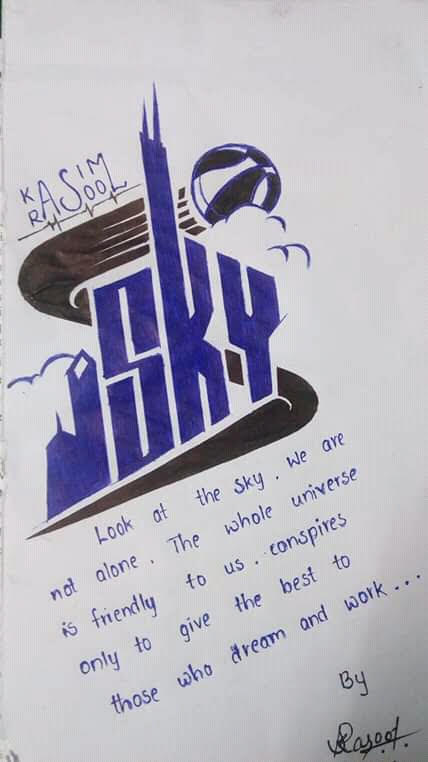 KASIM
RASOOL
SKY
Look at the sky. we are
not alone. The whole universe
is friendly to us. conspires
only to give the best to
those who dream and work...
By
Rasool